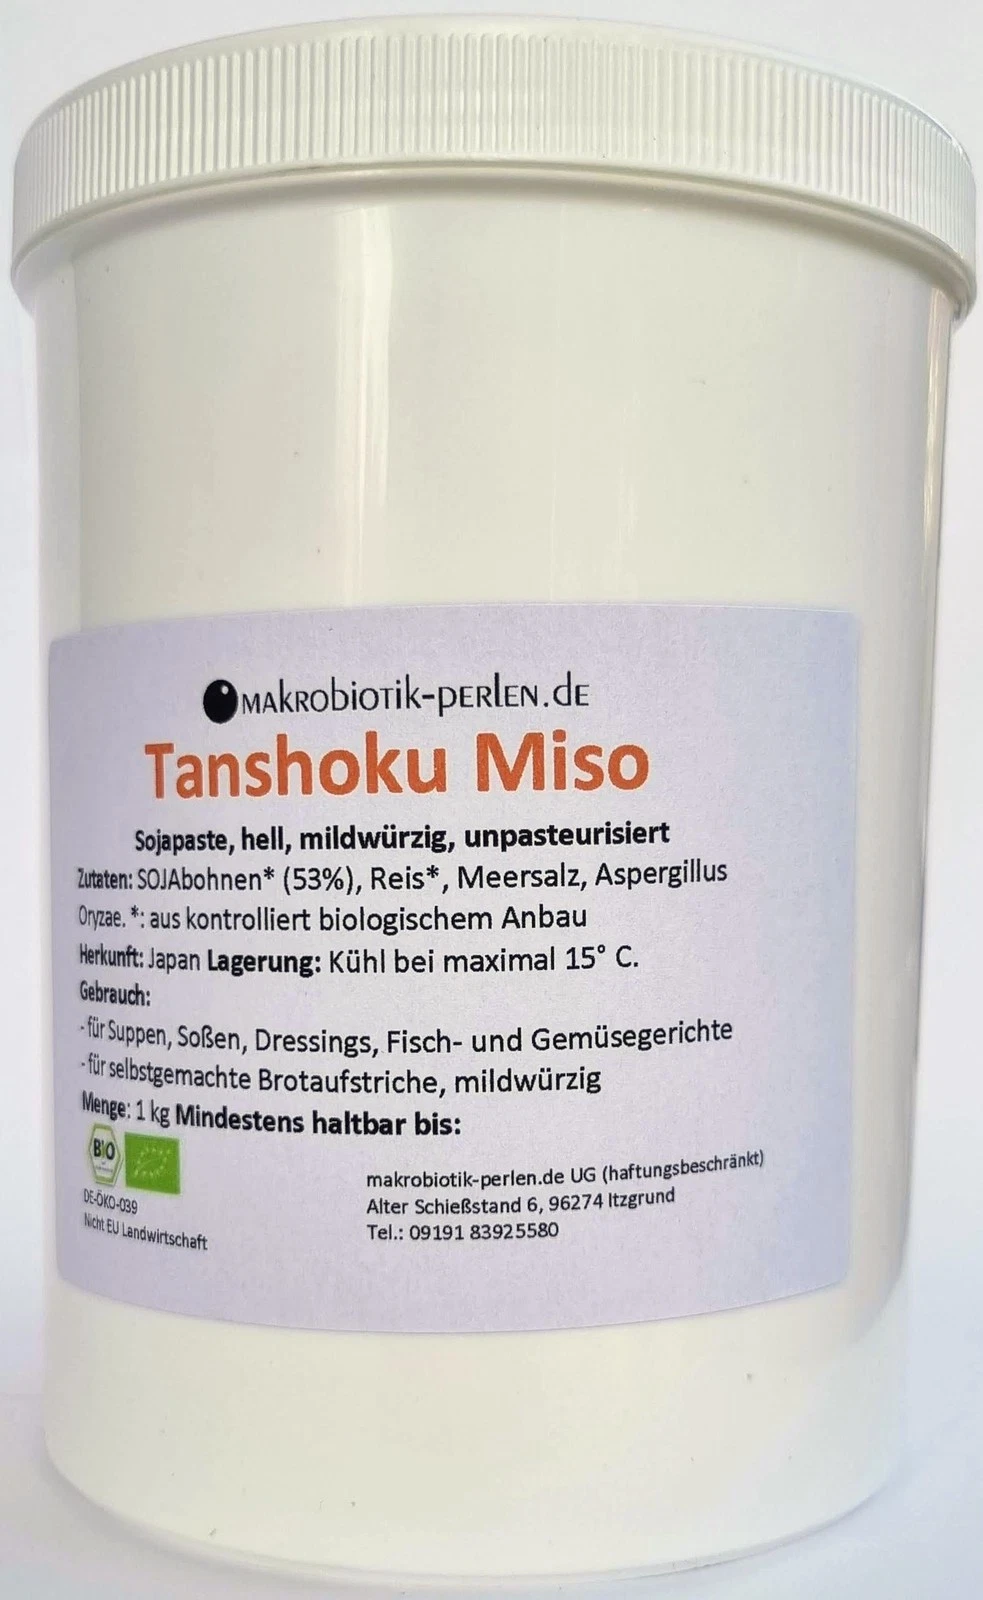 makrobiotik-perlen.de
Tanshoku Miso
Sojapaste, hell, mildwürzig, unpasteurisiert
Zutaten: SOJAbohnen* (53%), Reis*, Meersalz, Aspergillus
Oryzae. *: aus kontrolliert biologischem Anbau
Herkunft: Japan Lagerung: Kühl bei maximal 15° C.
Gebrauch:
- für Suppen, Soßen, Dressings, Fisch- und Gemüsegerichte
- für selbstgemachte Brotaufstriche, mildwürzig
Menge: 1 kg Mindestens haltbar bis:
BIO
DE-ÖKO-039
Nicht EU Landwirtschaft
makrobiotik-perlen.de UG (haftungsbeschränkt)
Alter Schießstand 6, 96274 Itzgrund
Tel.: 09191 83925580